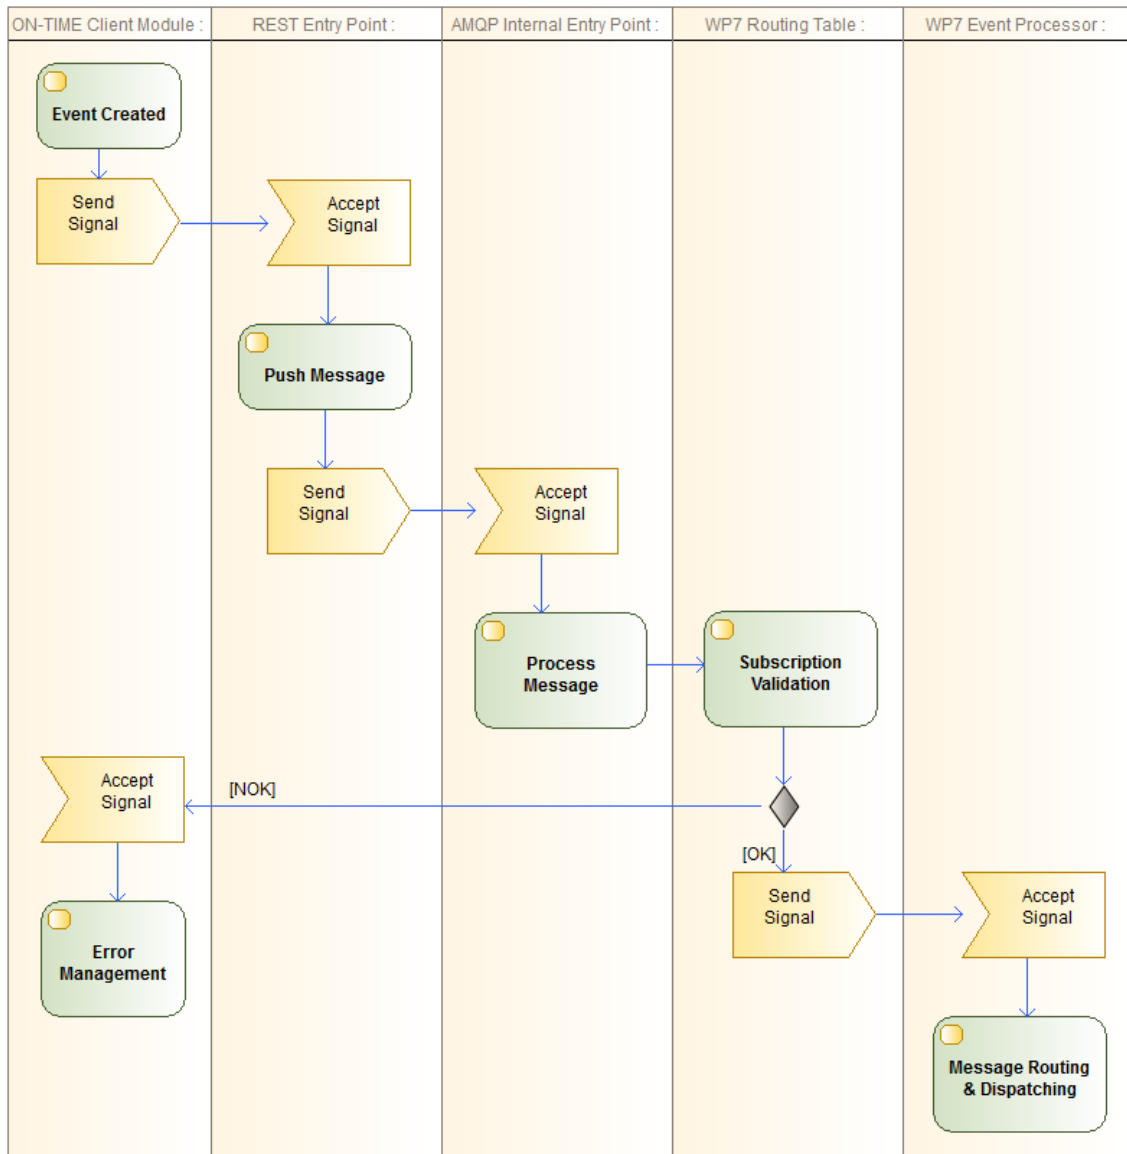 ON-TIME Client Module :
REST Entry Point :
AMQP Internal Entry Point :
WP7 Routing Table :
WP7 Event Processor :
Event Created
Send
Signal
Accept
Signal
Push Message
Send
Signal
Accept
Signal
Process
Message
Subscription
Validation
Accept
Signal
[NOK]
[OK]
Send
Signal
Accept
Signal
Error
Management
Message Routing
& Dispatching